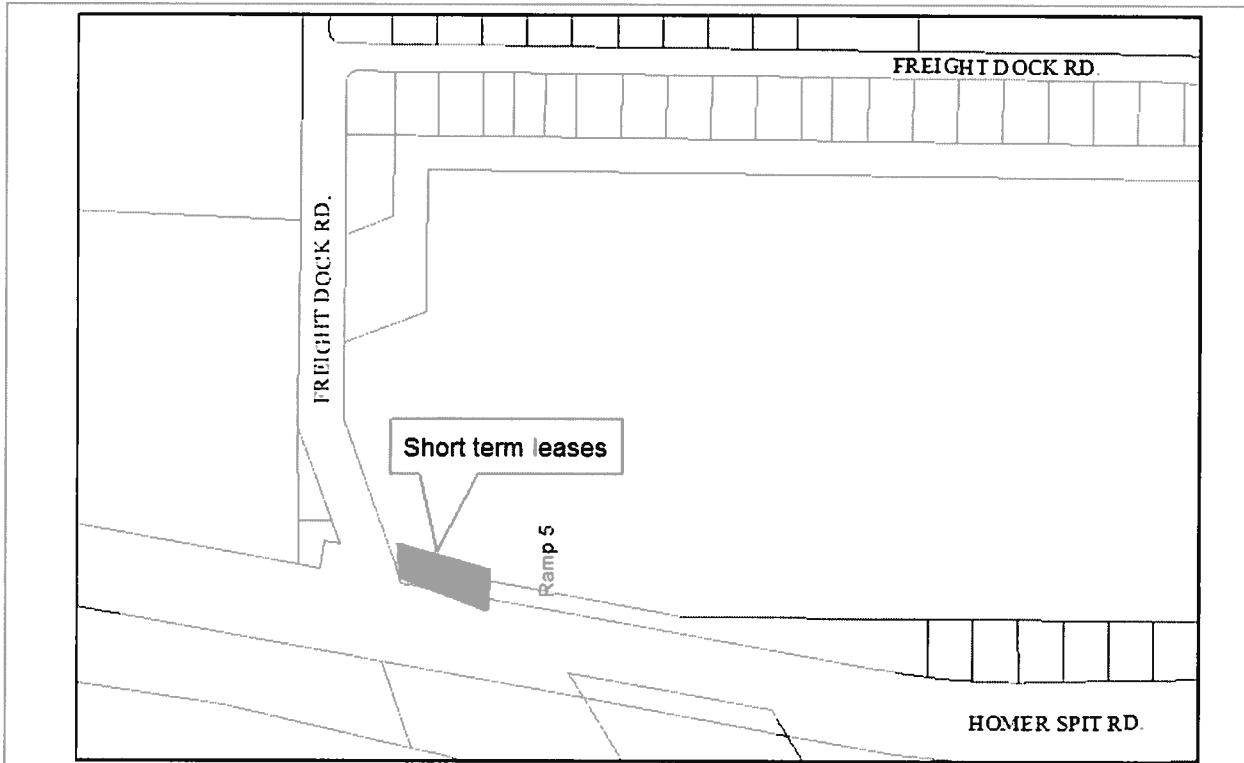 FREIGHT DOCK RD.
FREIGHT DOCK RD.
Short term leases
Ramp 5
HOMER SPIT RD.